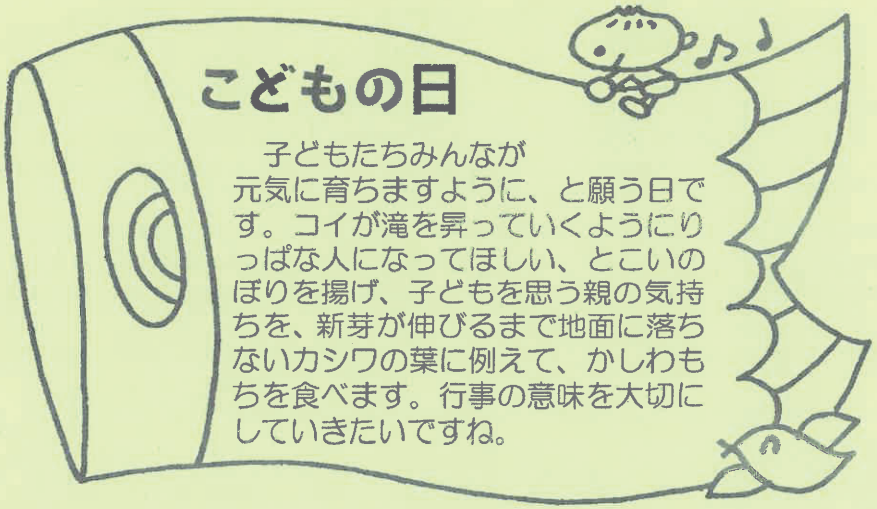 こどもの日
子どもたちみんなが
元気に育ちますように、と願う日で
す。コイが滝を昇っていくようにり
っぱな人になってほしい、とこいの
ぼりを揚げ、子どもを思う親の気持
ちを、新芽が伸びるまで地面に落ち
ないカシワの葉に例えて、かしわも
ちを食べます。行事の意味を大切に
していきたいですね。